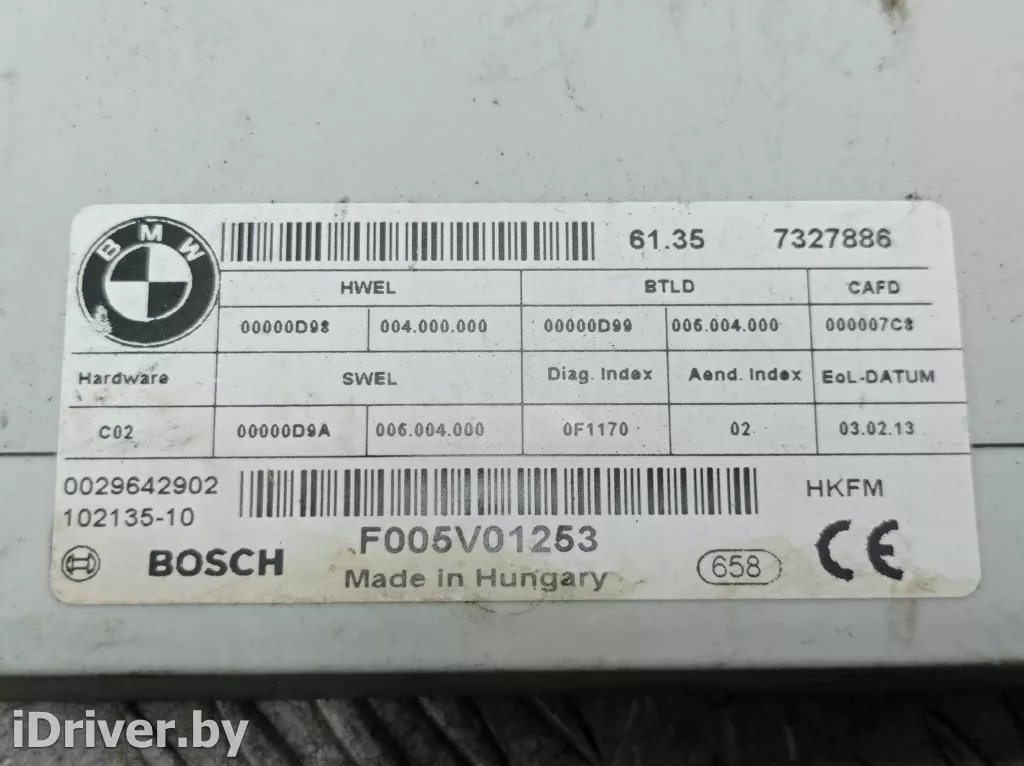 BMW
61.35 7327886
HWEL BTLD CAFD
00000D98 004.000.000 00000D99 006.004.000 000007C8
Hardware SWEL Diag. Index Aend. Index EoL-DATUM
C02 00000D9A 006.004.000 0F1170 02 03.02.13
0029642902 HKFM
102135-10
F005V01253
BOSCH Made in Hungary 658 CE
iDriver.by